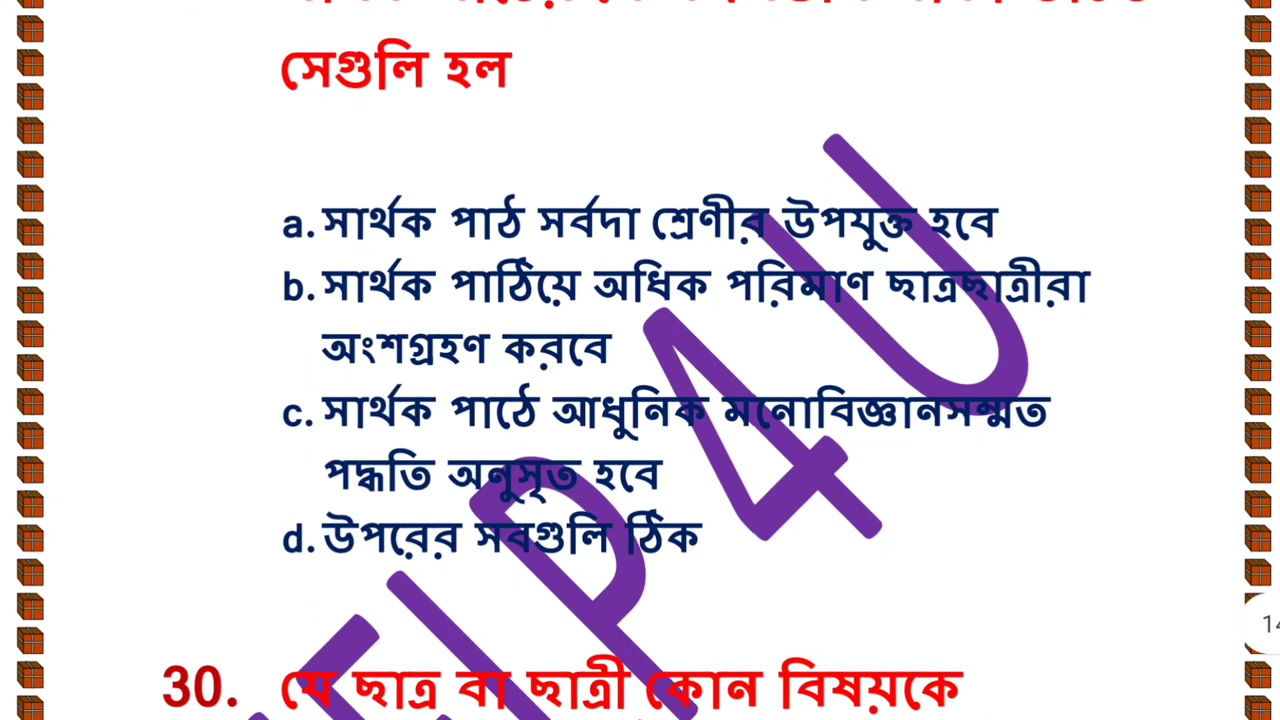 সেগুলি হল
a. সার্থক পাঠ সর্বদা শ্রেণীর উপযুক্ত হবে
b. সার্থক পাঠিয়ে অধিক পরিমাণ ছাত্রছাত্রীরা
অংশগ্রহণ করবে
c. সার্থক পাঠে আধুনিক মনোবিজ্ঞানসম্মত
পদ্ধতি অনুসৃত হবে
d. উপরের সবগুলি ঠিক
30. যে ছাত্র বা ছাত্রী কোন বিষয়কে
P 4 U